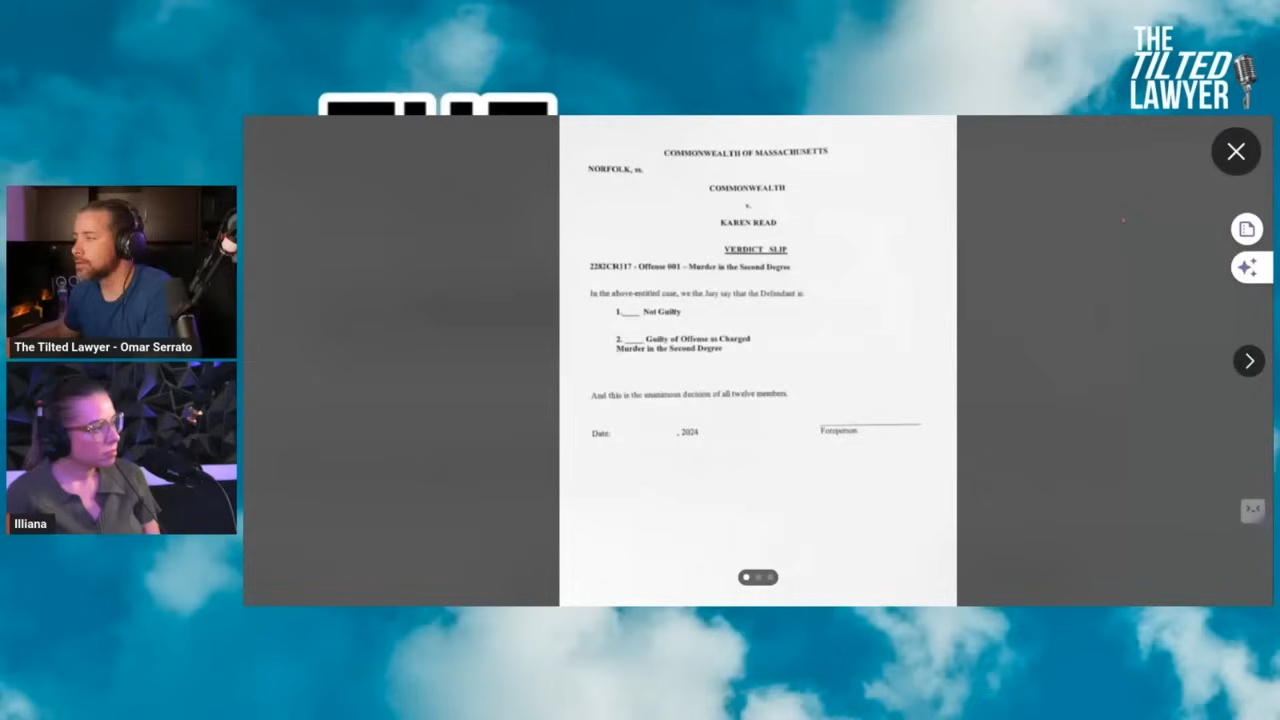 THE
TILTED
LAWYER
COMMONWEALTH OF MASSACHUSETTS
NORFOLK, ss.
COMMONWEALTH
v.
KAREN READ
VERDICT SLIP
2282CR117 - Offense 001 – Murder in the Second Degree
In the above-entitled case, we the Jury say that the Defendant is:
1.____ Not Guilty
2. ____ Guilty of Offense as Charged
Murder in the Second Degree
And this is the unanimous decision of all twelve members.
Date: , 2024
Foreperson
The Tilted Lawyer - Omar Serrato
Illiana